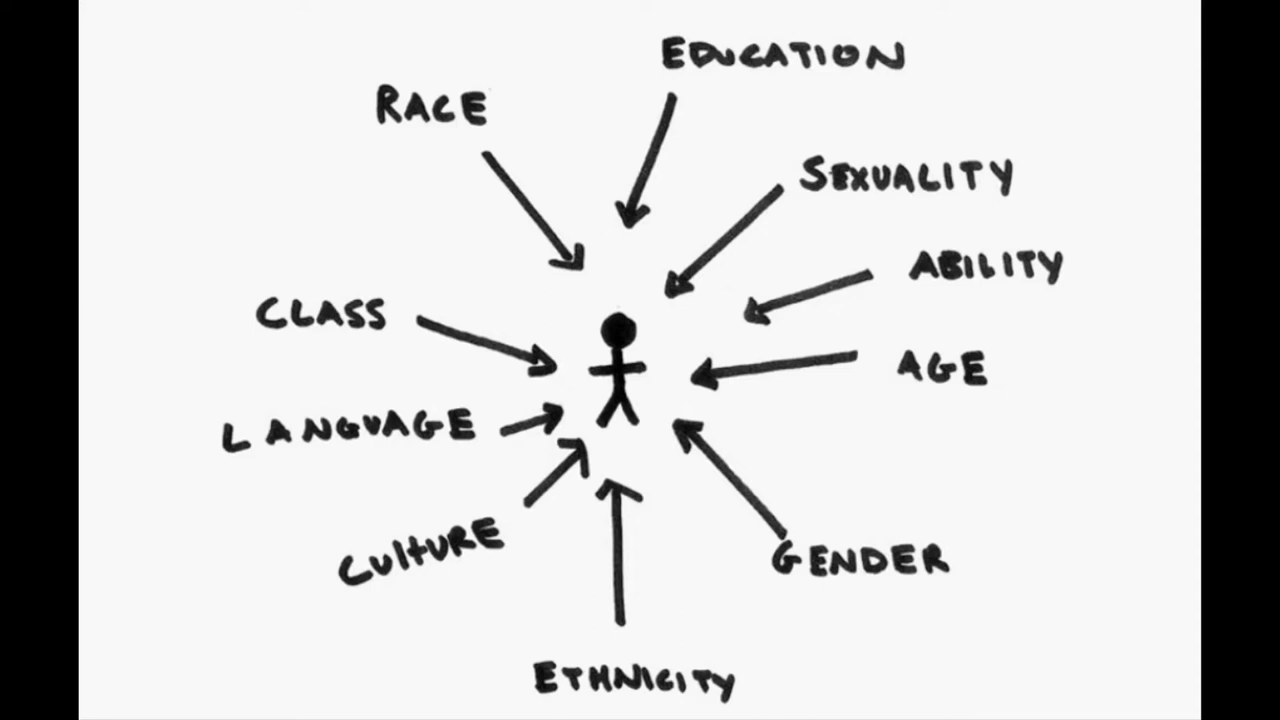 EDUCATION
RACE
SEXUALITY
ABILITY
CLASS
AGE
LANGUAGE
CULTURE
GENDER
ETHNICITY